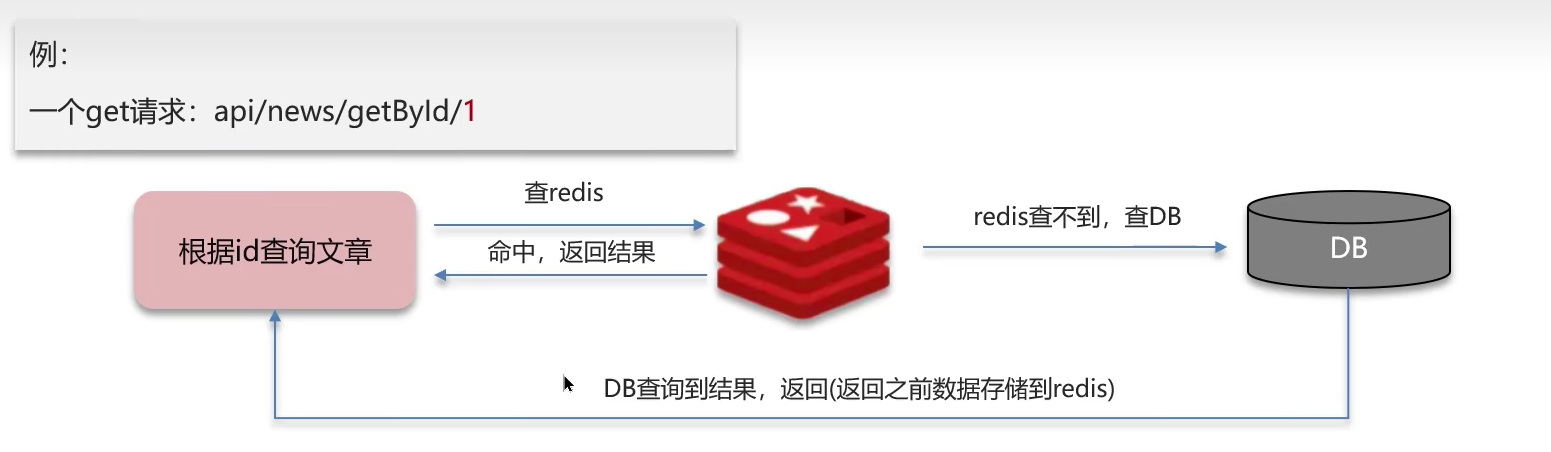 例：
一个get请求：api/news/getById/1
查redis
redis查不到，查DB
根据id查询文章
命中，返回结果
DB
DB查询到结果，返回(返回之前数据存储到redis)